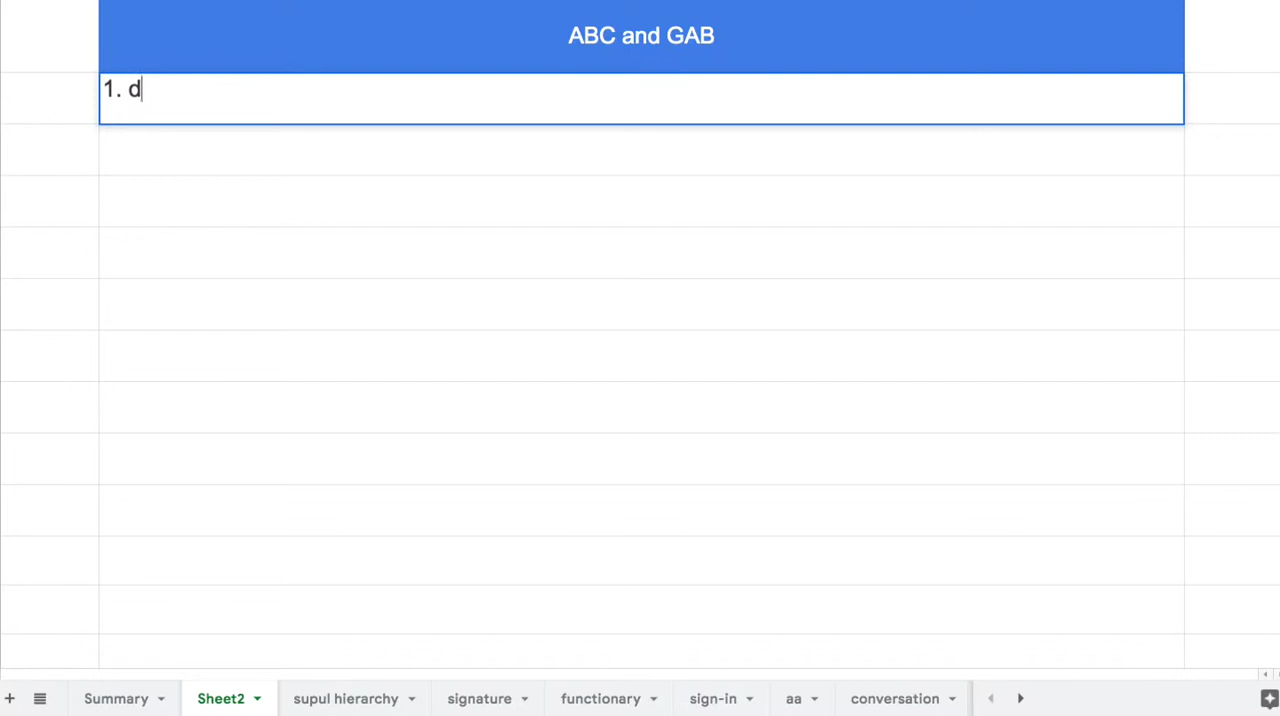 ABC and GAB
1. d
Summary Sheet2 supul hierarchy signature functionary sign-in aa conversation